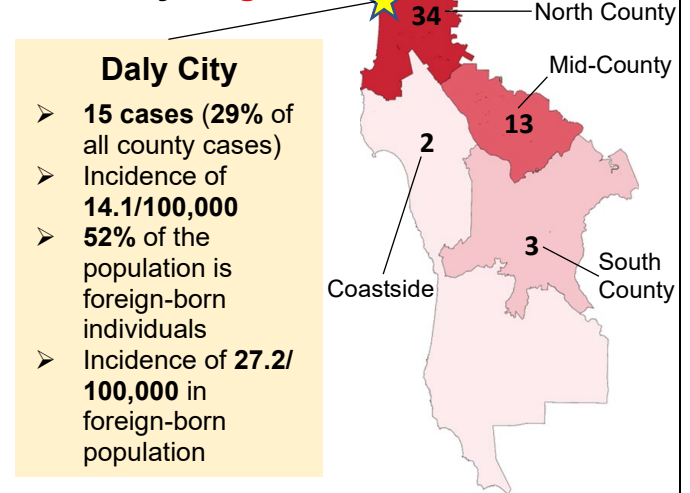 34
North County
Daly City
➢ 15 cases (29% of
all county cases)
➢ Incidence of
14.1/100,000
➢ 52% of the
population is
foreign-born
individuals
➢ Incidence of 27.2/
100,000 in
foreign-born
population
Mid-County
13
2
3
South
County
Coastside